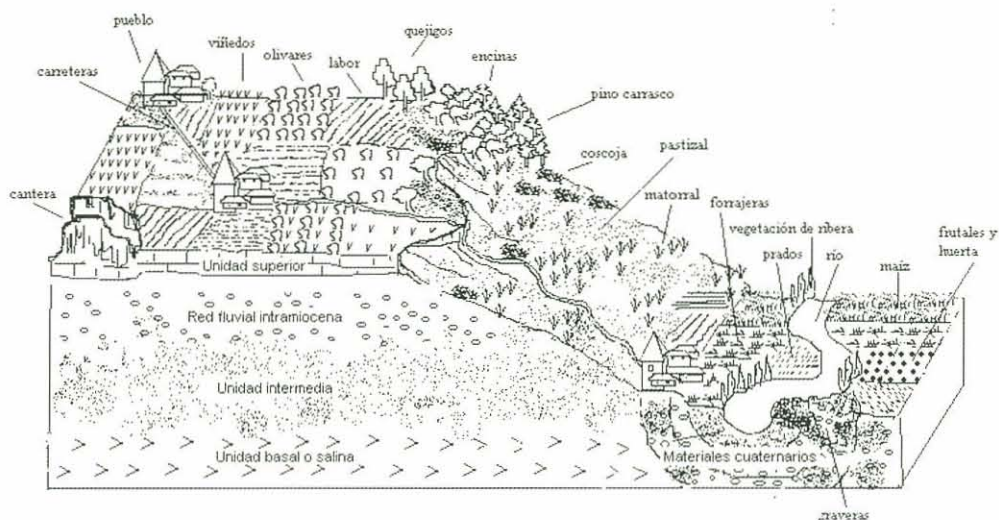 pueblo
viñedos
quejigos
carreteras
olivares
labor
encinas
pino carrasco
coscoja
pastizal
cantera
matorral
forrajeras
vegetación de ribera
frutales y
huerta
prados
río
maíz
Unidad superior
Red fluvial intramiocena
Unidad intermedia
Unidad basal o salina
Materiales cuaternarios